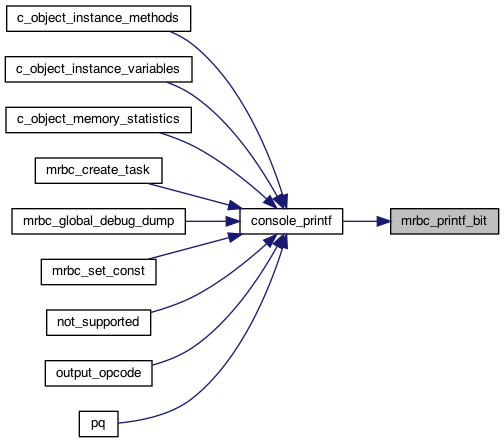 c_object_instance_methods
c_object_instance_variables
c_object_memory_statistics
mrbc_create_task
mrbc_global_debug_dump
console_printf
mrbc_printf_bit
mrbc_set_const
not_supported
output_opcode
pq